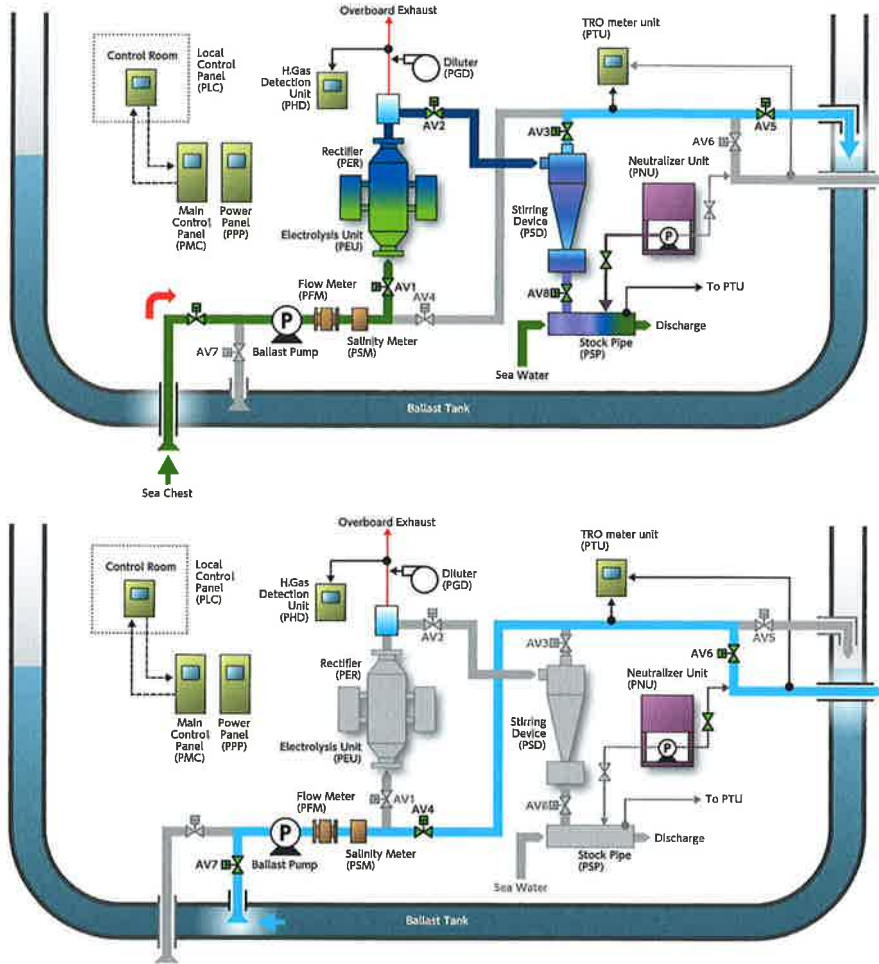 Overboard Exhaust
TRO meter unit
(PTU)
Control Room
Local
Control
Panel
(PLC)
H.Gas
Detection
Unit
(PHD)
Diluter
(PGD)
AV2
AV3
AV5
AV6
Rectifier
(PER)
Neutralizer Unit
(PNU)
Main
Control
Panel
(PMC)
Power
Panel
(PPP)
Electrolysis Unit
(PEU)
Stirring
Device
(PSD)
P
Flow Meter
(PFM)
AV1
AV4
AV8
To PTU
P
AV7
Ballast Pump
Salinity Meter
(PSM)
Discharge
Stock Pipe
(PSP)
Sea Water
Ballast Tank
Sea Chest
Overboard Exhaust
TRO meter unit
(PTU)
Control Room
Local
Control
Panel
(PLC)
H.Gas
Detection
Unit
(PHD)
Diluter
(PGD)
AV2
AV3
AV5
AV6
Rectifier
(PER)
Neutralizer Unit
(PNU)
Main
Control
Panel
(PMC)
Power
Panel
(PPP)
Electrolysis Unit
(PEU)
Stirring
Device
(PSD)
P
Flow Meter
(PFM)
AV1
AV4
AV8
To PTU
P
AV7
Ballast Pump
Salinity Meter
(PSM)
Discharge
Stock Pipe
(PSP)
Sea Water
Ballast Tank